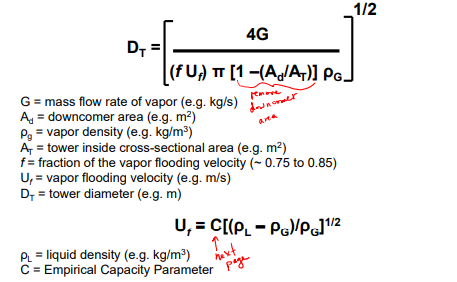 D_T = [ 4G / (f U_f) π [1 –(A_d/A_T)] ρ_G ]^1/2
remove downcomer area
G = mass flow rate of vapor (e.g. kg/s)
A_d = downcomer area (e.g. m²)
ρ_g = vapor density (e.g. kg/m³)
A_T = tower inside cross-sectional area (e.g. m²)
f = fraction of the vapor flooding velocity (~ 0.75 to 0.85)
U_f = vapor flooding velocity (e.g. m/s)
D_T = tower diameter (e.g. m)
U_f = C[(ρ_L – ρ_G)/ρ_G]^1/2
next page
ρ_L = liquid density (e.g. kg/m³)
C = Empirical Capacity Parameter